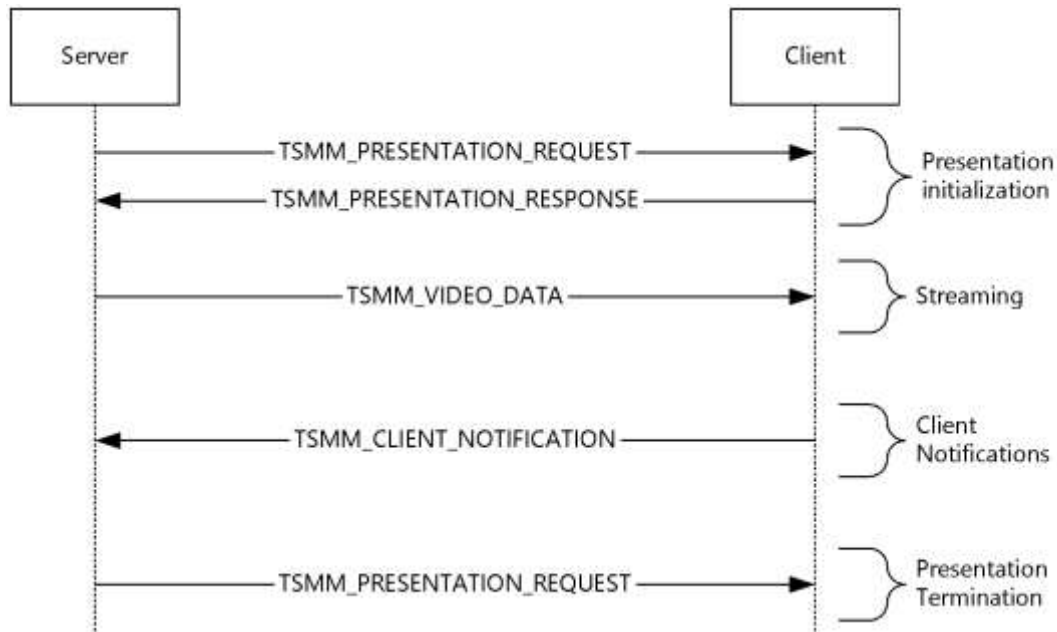 Server
Client
TSMM_PRESENTATION_REQUEST
Presentation
initialization
TSMM_PRESENTATION_RESPONSE
TSMM_VIDEO_DATA
Streaming
TSMM_CLIENT_NOTIFICATION
Client
Notifications
TSMM_PRESENTATION_REQUEST
Presentation
Termination